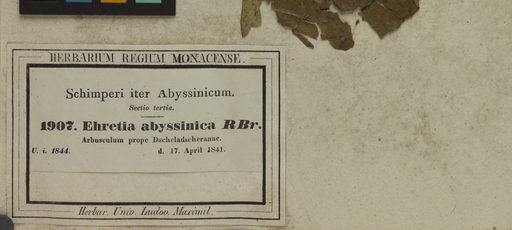 HERBARIUM REGIUM MONACENSE.
Schimperi iter Abyssinicum.
Sectio tertia.
1907. Ehretia abyssinica R Br.
Arbusculum prope Dscheladscheranne.
U. i. 1844. d. 17. April 1841.
Herbar. Univ. Ludov. Maximil.